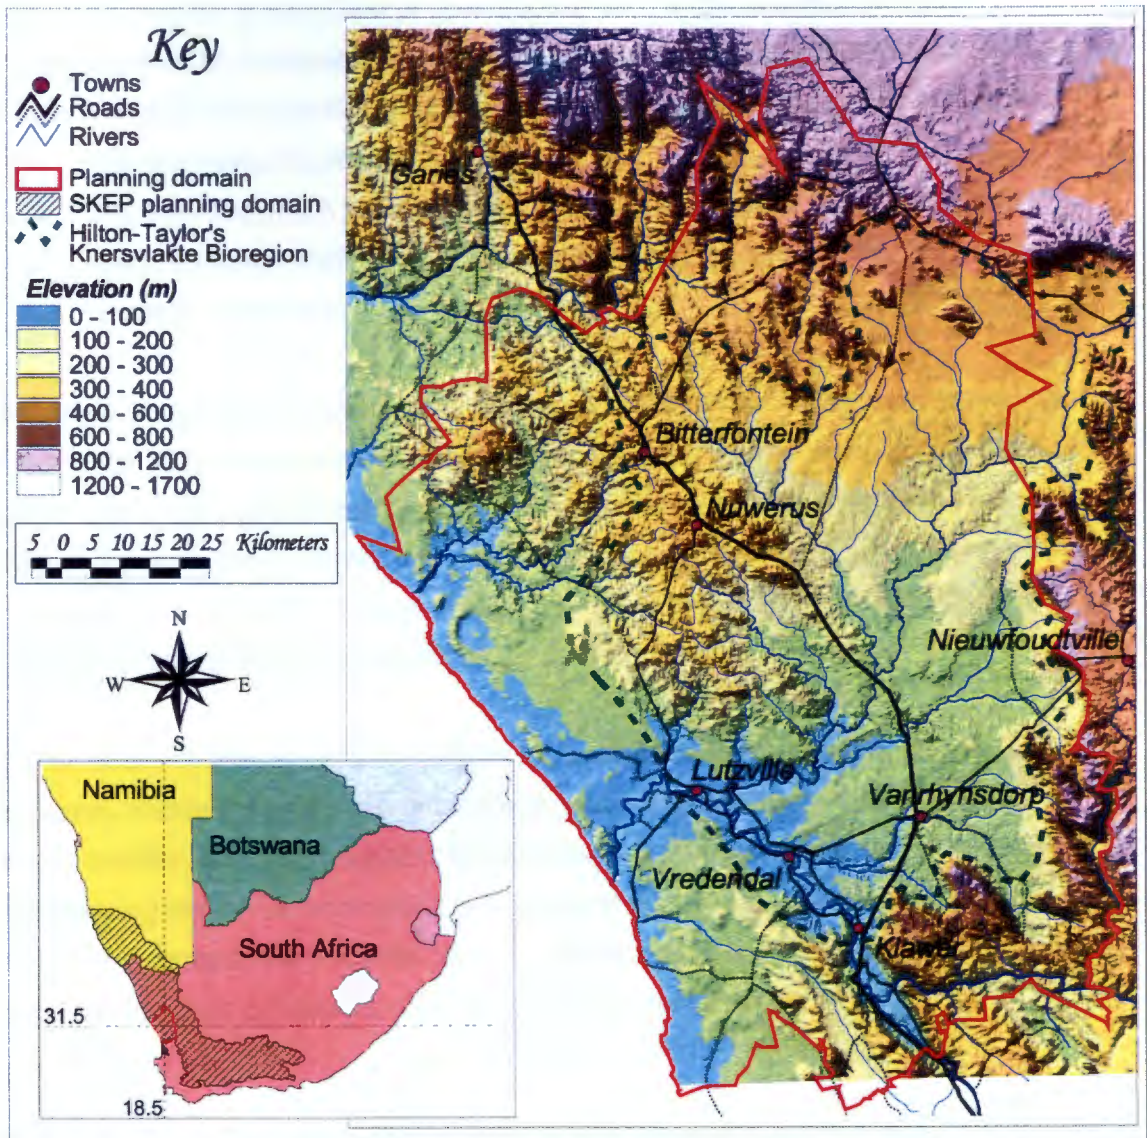 Key
Towns
Roads
Rivers
Planning domain
SKEP planning domain
Hilton-Taylor's
Knersvlakte Bioregion
Elevation (m)
0 - 100
100 - 200
200 - 300
300 - 400
400 - 600
600 - 800
800 - 1200
1200 - 1700
5 0 5 10 15 20 25 Kilometers
N
W E
S
Namibia
Botswana
South Africa
31.5
18.5
Garies
Bitterfontein
Nuwerus
Nieuwfoudtville
Lutzville
Vanrhynsdorp
Vredendal
Klawer